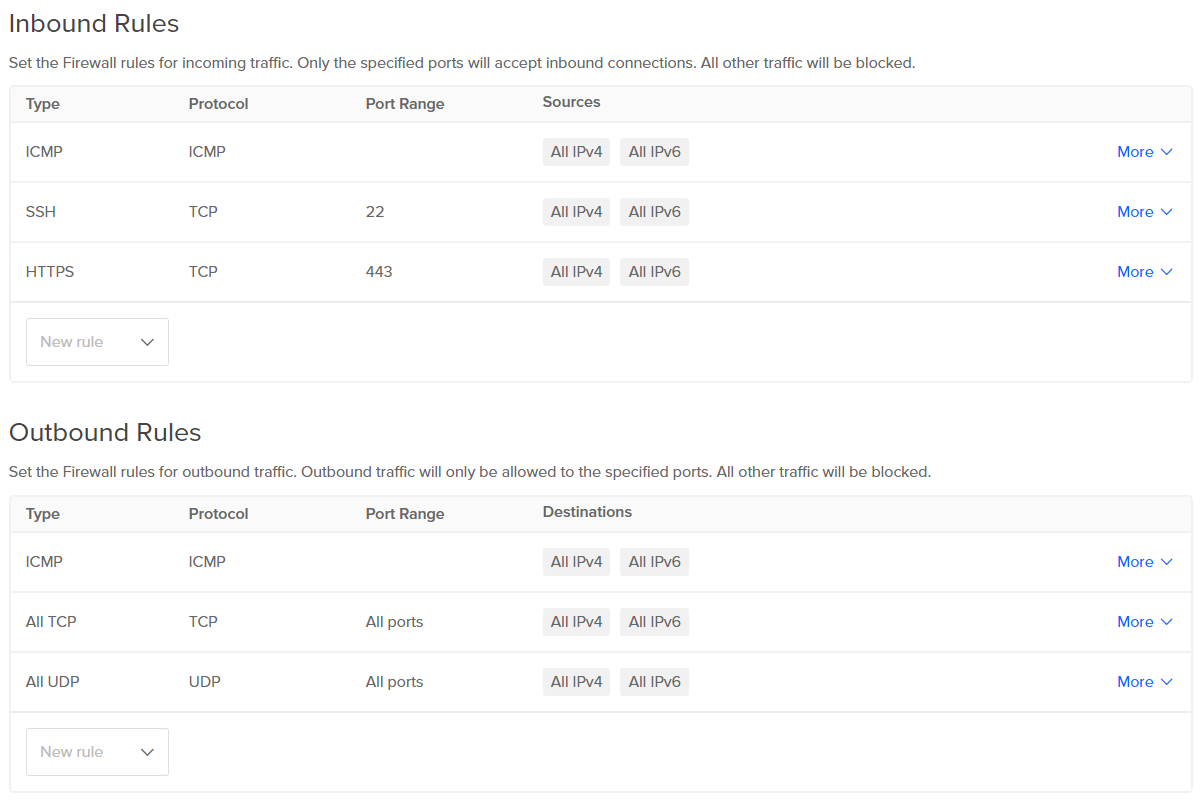 Inbound Rules
Set the Firewall rules for incoming traffic. Only the specified ports will accept inbound connections. All other traffic will be blocked.
Type Protocol Port Range Sources
ICMP ICMP All IPv4 All IPv6 More
SSH TCP 22 All IPv4 All IPv6 More
HTTPS TCP 443 All IPv4 All IPv6 More
New rule
Outbound Rules
Set the Firewall rules for outbound traffic. Outbound traffic will only be allowed to the specified ports. All other traffic will be blocked.
Type Protocol Port Range Destinations
ICMP ICMP All IPv4 All IPv6 More
All TCP TCP All ports All IPv4 All IPv6 More
All UDP UDP All ports All IPv4 All IPv6 More
New rule